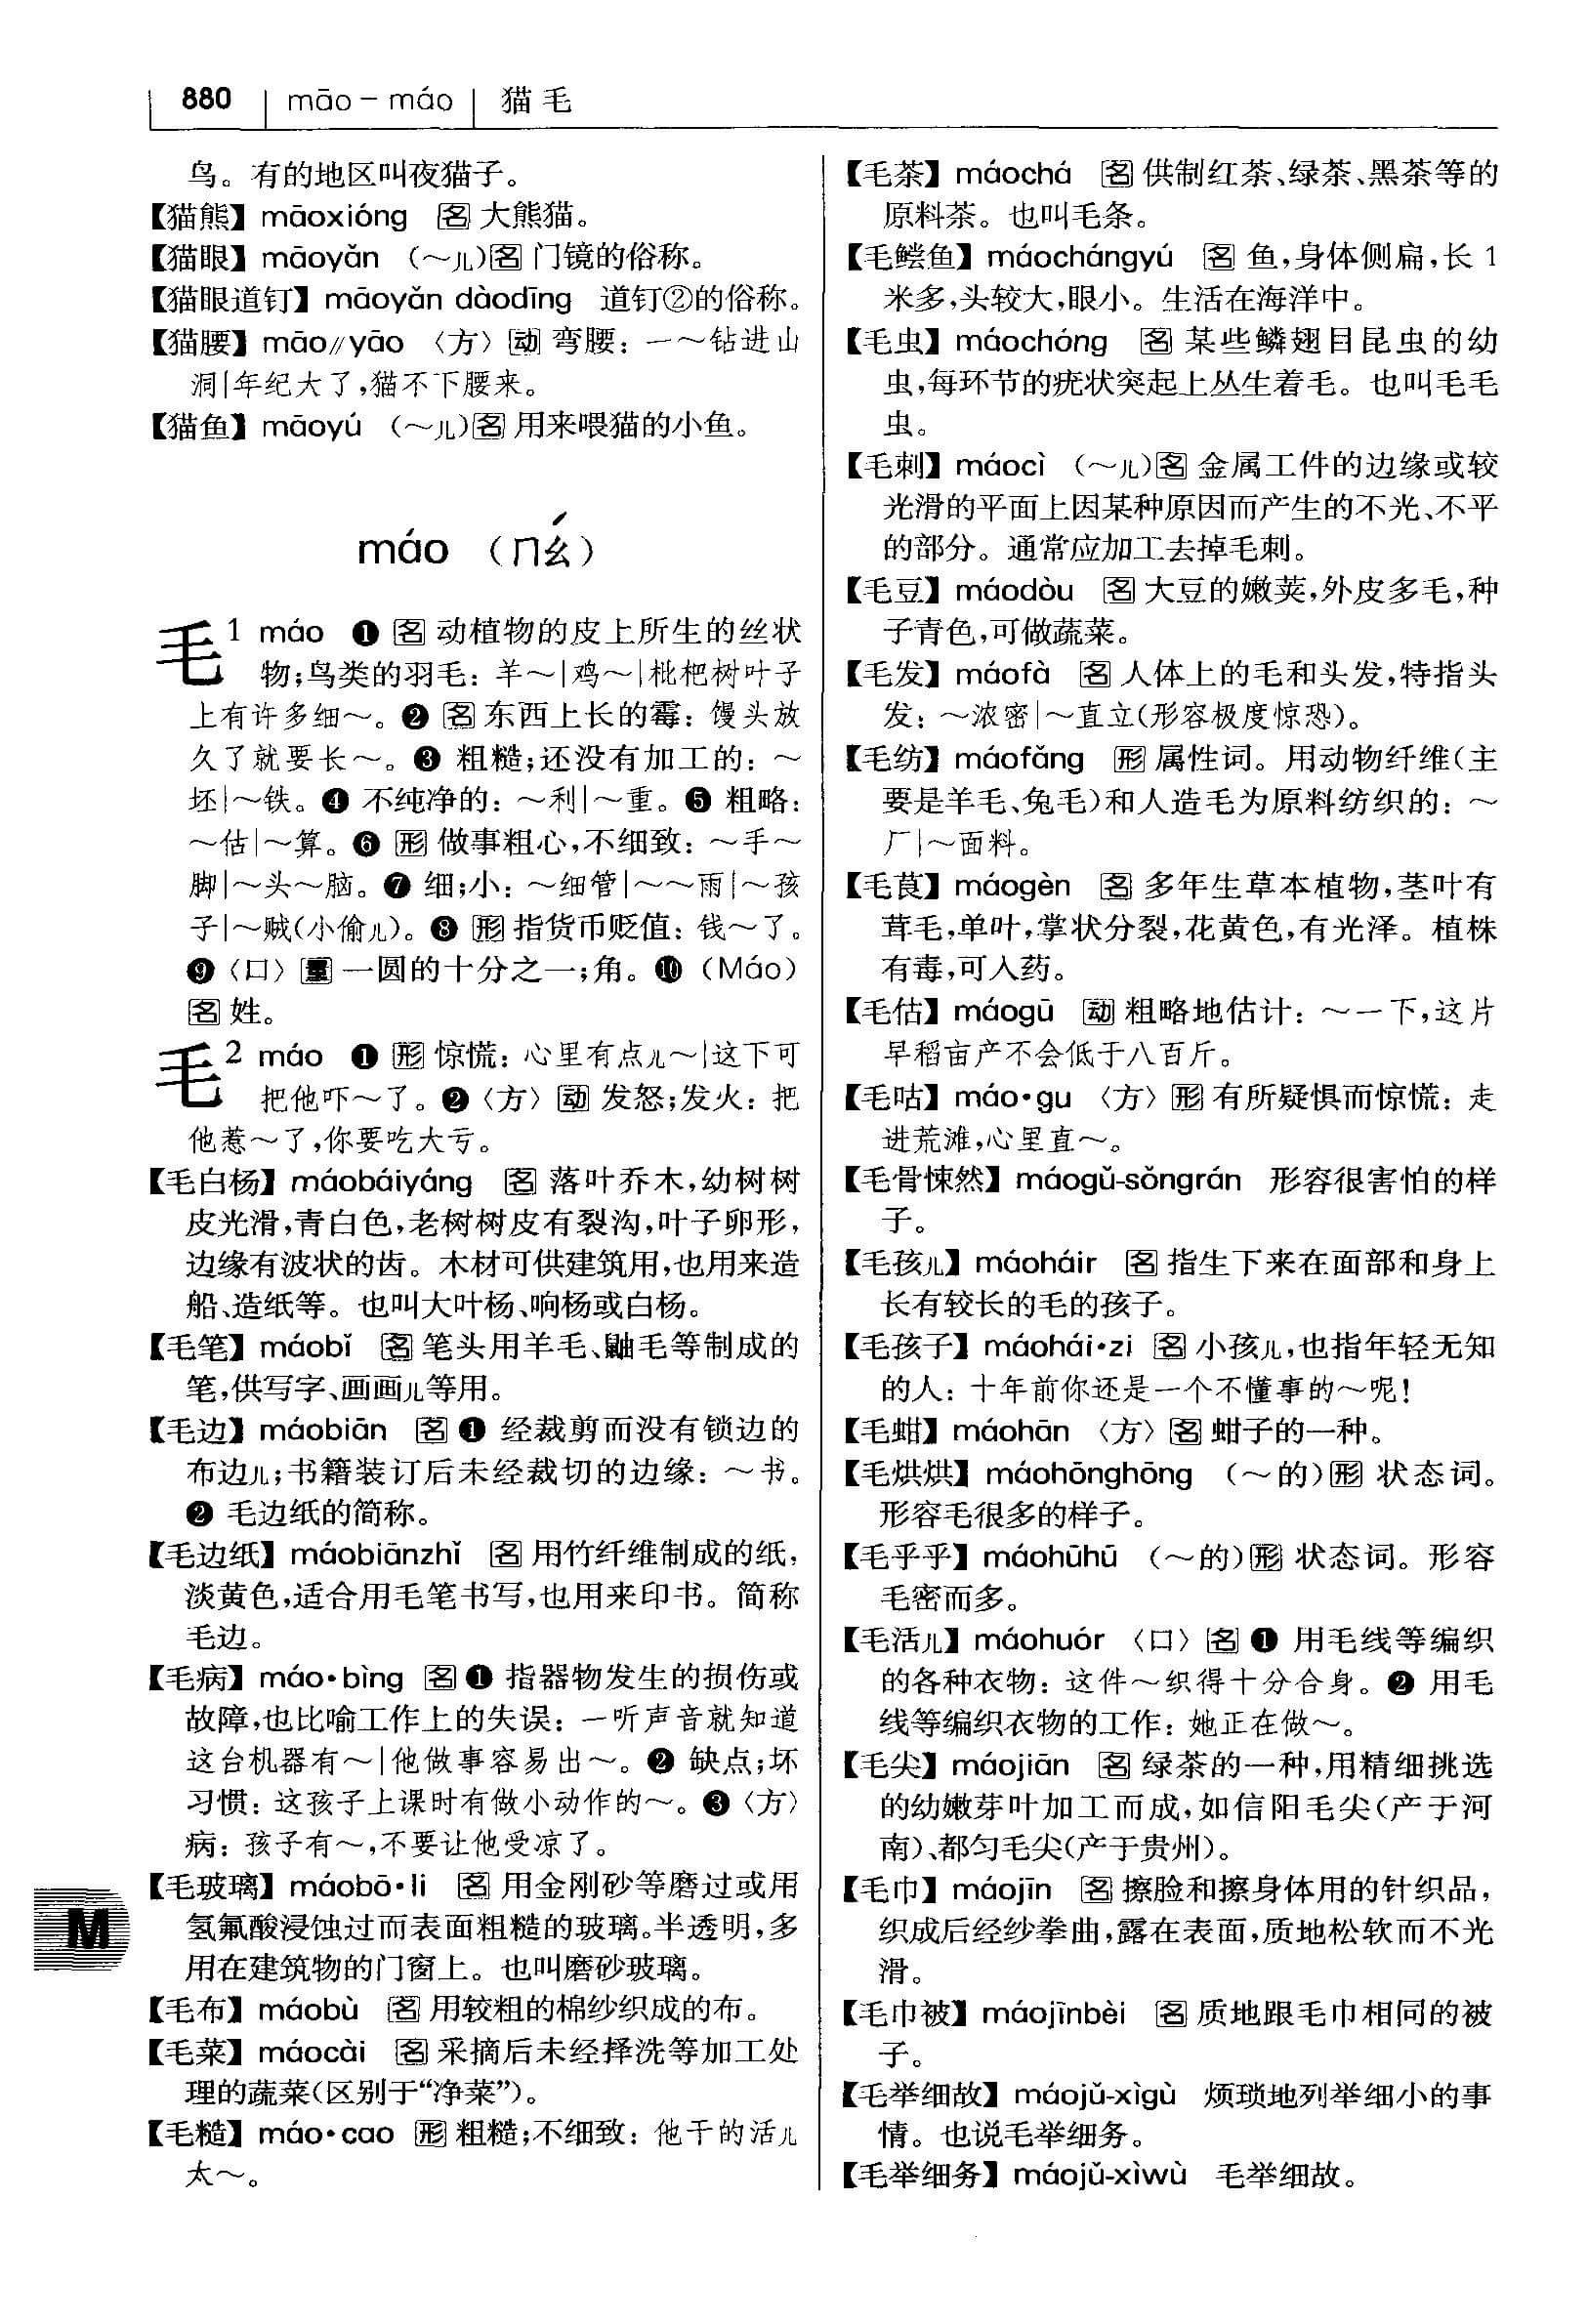 880 māo－máo 猫毛
鸟。有的地区叫夜猫子。
【猫熊】māoxióng 名 大熊猫。
【猫眼】māoyǎn （～儿）名 门镜的俗称。
【猫眼道钉】māoyǎn dàodīng 道钉②的俗称。
【猫腰】māo∥yāo 〈方〉动 弯腰：一～钻进山
洞|年纪大了,猫不下腰来。
【猫鱼】māoyú （～儿）名 用来喂猫的小鱼。
máo （ㄇㄠˊ）
毛1 máo ❶ 名 动植物的皮上所生的丝状
物;鸟类的羽毛：羊～|鸡～|枇杷树叶子
上有许多细～。❷ 名 东西上长的霉：馒头放
久了就要长～。❸ 粗糙;还没有加工的：～
坯|～铁。❹ 不纯净的：～利|～重。❺ 粗略：
～估|～算。❻ 形 做事粗心,不细致：～手～
脚|～头～脑。❼ 细;小：～细管|～～雨|～孩
子|～贼(小偷儿)。❽ 形 指货币贬值：钱～了。
❾〈口〉量 一圆的十分之一;角。❿（Máo）
名 姓。
毛2 máo ❶ 形 惊慌：心里有点儿～|这下可
把他吓～了。❷〈方〉动 发怒;发火：把
他惹～了,你要吃大亏。
【毛白杨】máobáiyáng 名 落叶乔木,幼树树
皮光滑,青白色,老树树皮有裂沟,叶子卵形,
边缘有波状的齿。木材可供建筑用,也用来造
船、造纸等。也叫大叶杨、响杨或白杨。
【毛笔】máobǐ 名 笔头用羊毛、鼬毛等制成的
笔,供写字、画画儿等用。
【毛边】máobiān 名 ❶ 经裁剪而没有锁边的
布边儿;书籍装订后未经裁切的边缘：～书。
❷ 毛边纸的简称。
【毛边纸】máobiānzhǐ 名 用竹纤维制成的纸,
淡黄色,适合用毛笔书写,也用来印书。简称
毛边。
【毛病】máo·bìng 名 ❶ 指器物发生的损伤或
故障,也比喻工作上的失误：一听声音就知道
这台机器有～|他做事容易出～。❷ 缺点;坏
习惯：这孩子上课时有做小动作的～。❸〈方〉
病：孩子有～,不要让他受凉了。
【毛玻璃】máobō·li 名 用金刚砂等磨过或用
氢氟酸浸蚀过而表面粗糙的玻璃。半透明,多
用在建筑物的门窗上。也叫磨砂玻璃。
【毛布】máobù 名 用较粗的棉纱织成的布。
【毛菜】máocài 名 采摘后未经择洗等加工处
理的蔬菜(区别于“净菜”)。
【毛糙】máo·cao 形 粗糙;不细致：他干的活儿
太～。
M
【毛茶】máochá 名 供制红茶、绿茶、黑茶等的
原料茶。也叫毛条。
【毛鲿鱼】máochángyú 名 鱼,身体侧扁,长 1
米多,头较大,眼小。生活在海洋中。
【毛虫】máochóng 名 某些鳞翅目昆虫的幼
虫,每环节的疣状突起上丛生着毛。也叫毛毛
虫。
【毛刺】máocì （～儿）名 金属工件的边缘或较
光滑的平面上因某种原因而产生的不光、不平
的部分。通常应加工去掉毛刺。
【毛豆】máodòu 名 大豆的嫩荚,外皮多毛,种
子青色,可做蔬菜。
【毛发】máofà 名 人体上的毛和头发,特指头
发：～浓密|～直立(形容极度惊恐)。
【毛纺】máofǎng 形 属性词。用动物纤维(主
要是羊毛、兔毛)和人造毛为原料纺织的：～
厂|～面料。
【毛茛】máogèn 名 多年生草本植物,茎叶有
茸毛,单叶,掌状分裂,花黄色,有光泽。植株
有毒,可入药。
【毛估】máogū 动 粗略地估计：～一下,这片
早稻亩产不会低于八百斤。
【毛咕】máo·gu 〈方〉形 有所疑惧而惊慌：走
进荒滩,心里直～。
【毛骨悚然】máogǔ-sǒngrán 形容很害怕的样
子。
【毛孩儿】máoháir 名 指生下来在面部和身上
长有较长的毛的孩子。
【毛孩子】máohái·zi 名 小孩儿,也指年轻无知
的人：十年前你还是一个不懂事的～呢!
【毛蚶】máohān 〈方〉名 蚶子的一种。
【毛烘烘】máohōnghōng （～的）形 状态词。
形容毛很多的样子。
【毛乎乎】máohūhū （～的）形 状态词。形容
毛密而多。
【毛活儿】máohuór 〈口〉名 ❶ 用毛线等编织
的各种衣物：这件～织得十分合身。❷ 用毛
线等编织衣物的工作：她正在做～。
【毛尖】máojiān 名 绿茶的一种,用精细挑选
的幼嫩芽叶加工而成,如信阳毛尖(产于河
南)、都匀毛尖(产于贵州)。
【毛巾】máojīn 名 擦脸和擦身体用的针织品,
织成后经纱拳曲,露在表面,质地松软而不光
滑。
【毛巾被】máojīnbèi 名 质地跟毛巾相同的被
子。
【毛举细故】máojǔ-xìgù 烦琐地列举细小的事
情。也说毛举细务。
【毛举细务】máojǔ-xìwù 毛举细故。